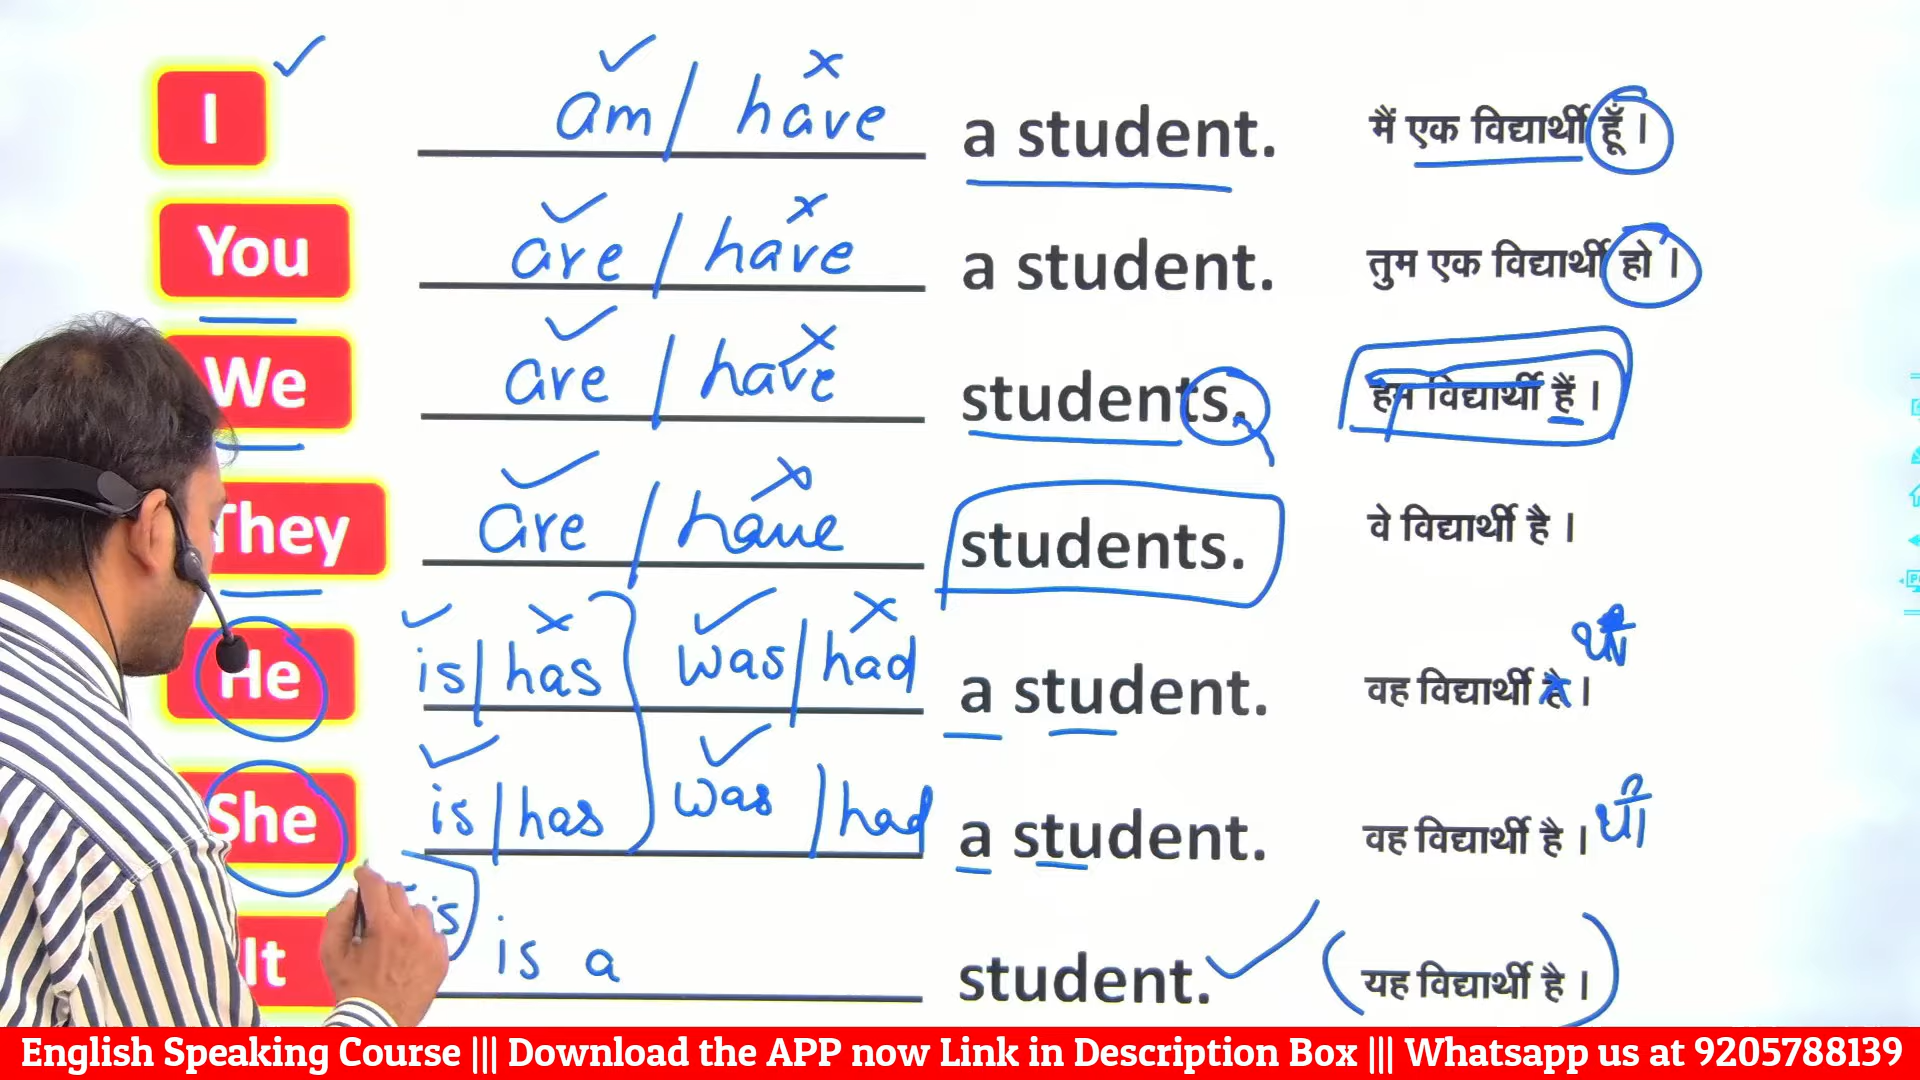 I am / have a student. मैं एक विद्यार्थी हूँ ।
You are / have a student. तुम एक विद्यार्थी हो ।
We are / have students. हम विद्यार्थी हैं ।
They are / have students. वे विद्यार्थी है ।
He is / has was / had a student. वह विद्यार्थी है ।
She is / has was / had a student. वह विद्यार्थी है । था
It is is a student. यह विद्यार्थी है ।
English Speaking Course ||| Download the APP now Link in Description Box ||| Whatsapp us at 9205788139